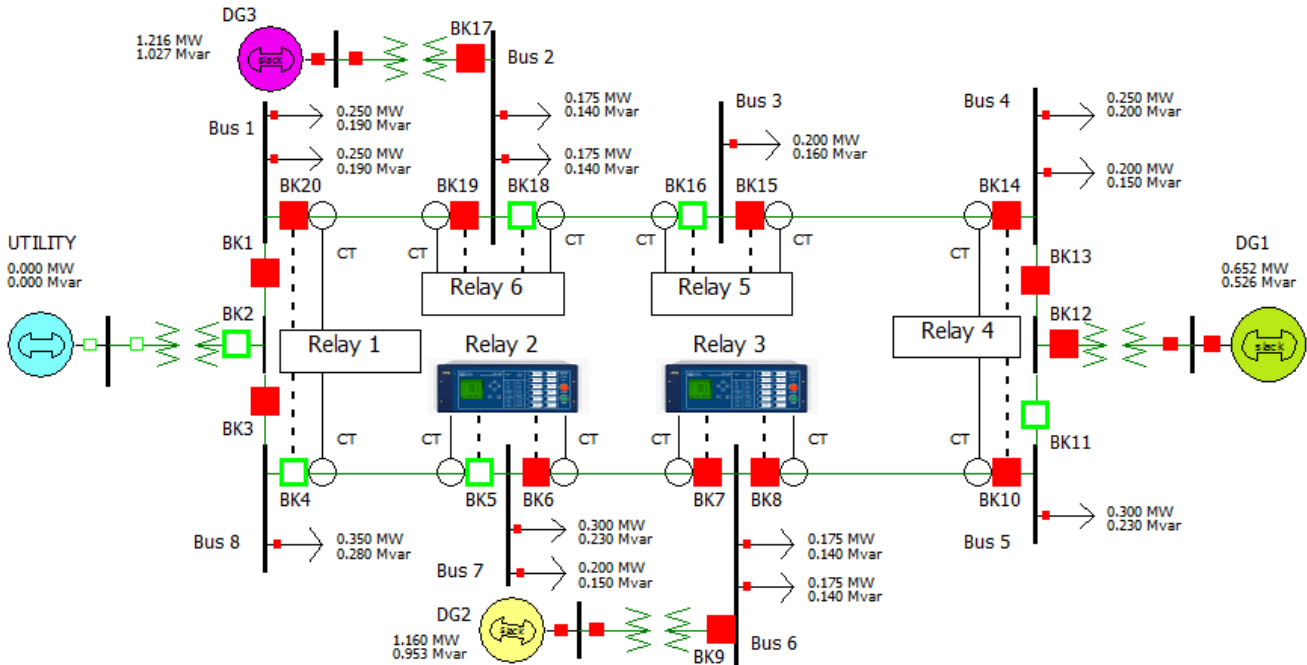 DG3
1.216 MW
1.027 Mvar
slack
BK17
Bus 2
Bus 1
0.250 MW
0.190 Mvar
0.250 MW
0.190 Mvar
0.175 MW
0.140 Mvar
0.175 MW
0.140 Mvar
Bus 3
0.200 MW
0.160 Mvar
Bus 4
0.250 MW
0.200 Mvar
0.200 MW
0.150 Mvar
BK20
BK19
BK18
BK16
BK15
BK14
CT
CT
CT
CT
CT
CT
UTILITY
0.000 MW
0.000 Mvar
BK1
BK2
BK3
Relay 6
Relay 5
Relay 1
Relay 2
Relay 3
Relay 4
BK13
BK12
BK11
DG1
0.652 MW
0.526 Mvar
slack
CT
CT
CT
CT
CT
CT
BK4
BK5
BK6
BK7
BK8
BK10
Bus 8
0.350 MW
0.280 Mvar
Bus 7
0.300 MW
0.230 Mvar
0.200 MW
0.150 Mvar
0.175 MW
0.140 Mvar
0.175 MW
0.140 Mvar
Bus 5
0.300 MW
0.230 Mvar
DG2
1.160 MW
0.953 Mvar
slack
BK9
Bus 6